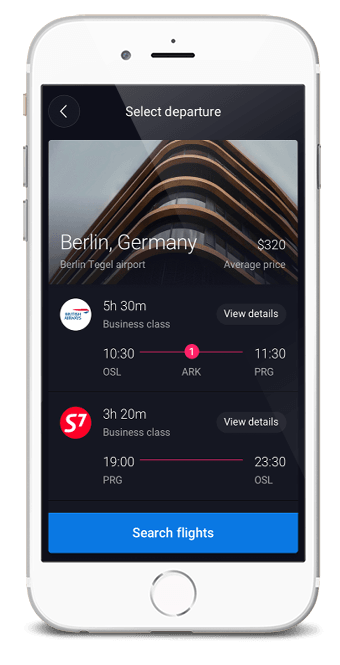 Select departure
Berlin, Germany
$320
Berlin Tegel airport
Average price
BRITISH AIRWAYS
5h 30m
Business class
View details
10:30
1
11:30
OSL
ARK
PRG
S7
3h 20m
Business class
View details
19:00
23:30
PRG
OSL
Search flights